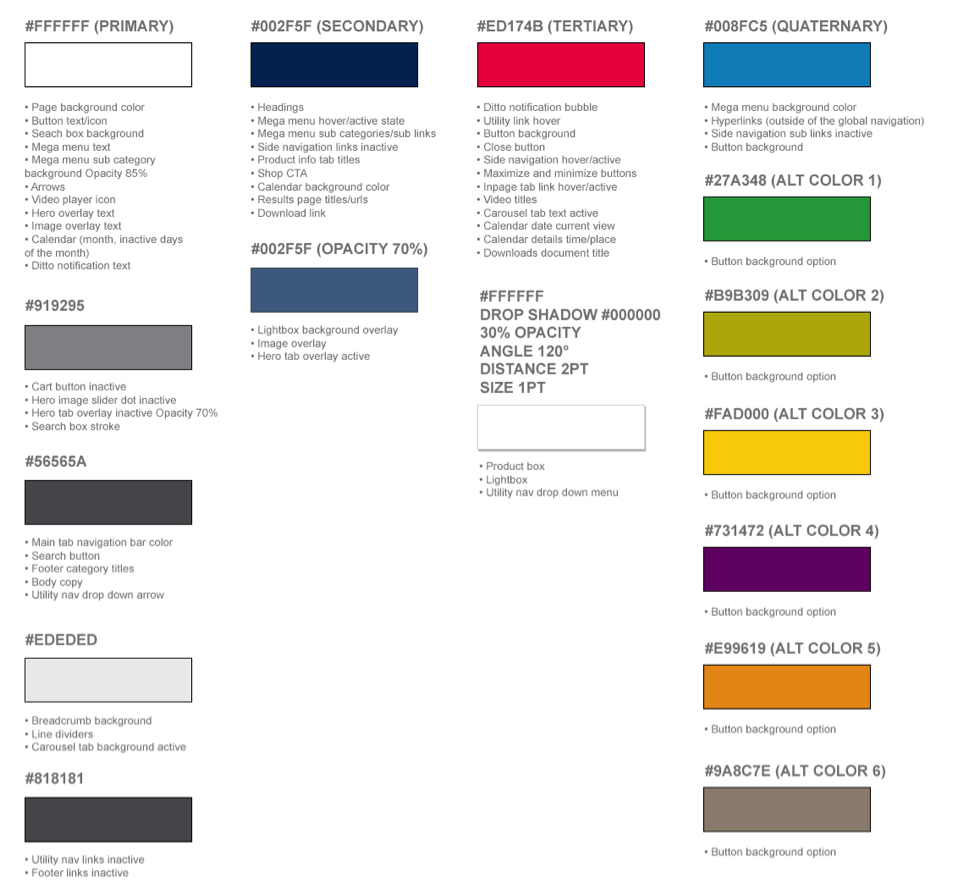 #FFFFFF (PRIMARY)
• Page background color
• Button text/icon
• Seach box background
• Mega menu text
• Mega menu sub category
background Opacity 85%
• Arrows
• Video player icon
• Hero overlay text
• Image overlay text
• Calendar (month, inactive days
of the month)
• Ditto notification text
#919295
• Cart button inactive
• Hero image slider dot inactive
• Hero tab overlay inactive Opacity 70%
• Search box stroke
#56565A
• Main tab navigation bar color
• Search button
• Footer category titles
• Body copy
• Utility nav drop down arrow
#EDEDED
• Breadcrumb background
• Line dividers
• Carousel tab background active
#818181
• Utility nav links inactive
• Footer links inactive
#002F5F (SECONDARY)
• Headings
• Mega menu hover/active state
• Mega menu sub categories/sub links
• Side navigation links inactive
• Product info tab titles
• Shop CTA
• Calendar background color
• Results page titles/urls
• Download link
#002F5F (OPACITY 70%)
• Lightbox background overlay
• Image overlay
• Hero tab overlay active
#ED174B (TERTIARY)
• Ditto notification bubble
• Utility link hover
• Button background
• Close button
• Side navigation hover/active
• Maximize and minimize buttons
• Inpage tab link hover/active
• Video titles
• Carousel tab text active
• Calendar date current view
• Calendar details time/place
• Downloads document title
#FFFFFF
DROP SHADOW #000000
30% OPACITY
ANGLE 120°
DISTANCE 2PT
SIZE 1PT
• Product box
• Lightbox
• Utility nav drop down menu
#008FC5 (QUATERNARY)
• Mega menu background color
• Hyperlinks (outside of the global navigation)
• Side navigation sub links inactive
• Button background
#27A348 (ALT COLOR 1)
• Button background option
#B9B309 (ALT COLOR 2)
• Button background option
#FAD000 (ALT COLOR 3)
• Button background option
#731472 (ALT COLOR 4)
• Button background option
#E99619 (ALT COLOR 5)
• Button background option
#9A8C7E (ALT COLOR 6)
• Button background option